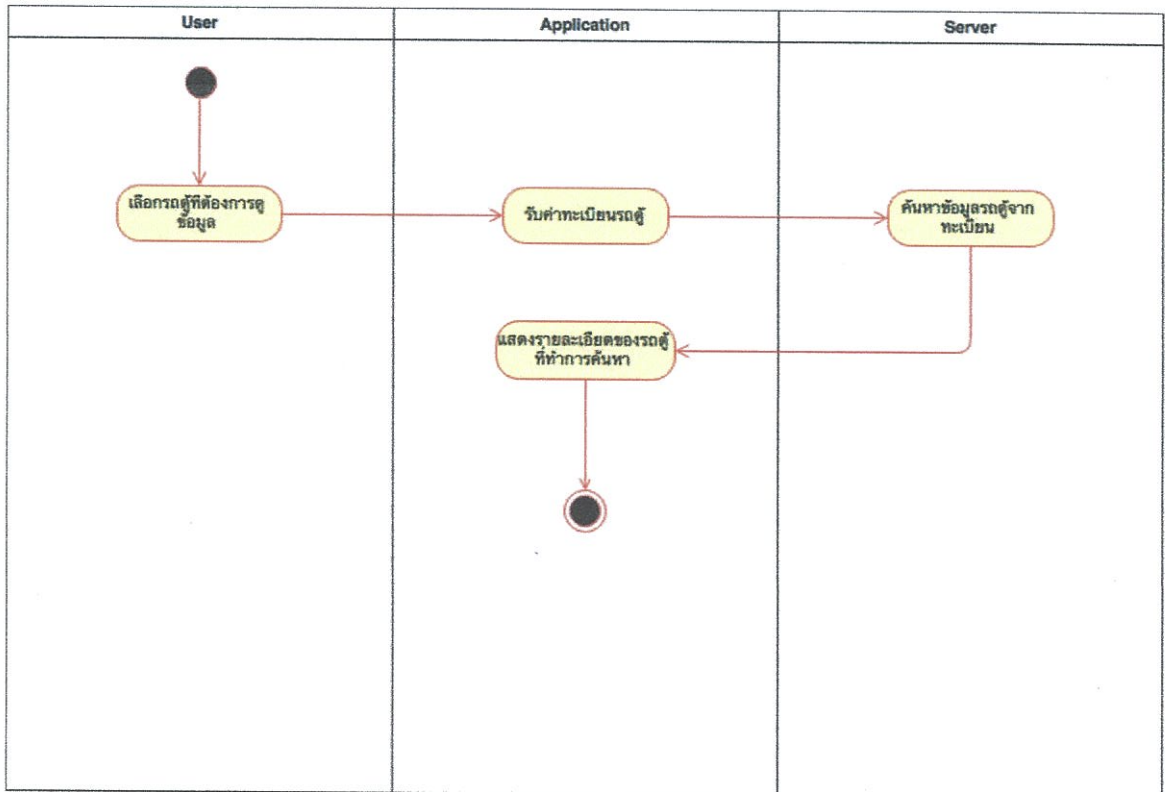 User
Application
Server
เลือกรถตู้ที่ต้องการดู
ข้อมูล
รับค่าทะเบียนรถตู้
ค้นหาข้อมูลรถตู้จาก
ทะเบียน
แสดงรายละเอียดของรถตู้
ที่ทำการค้นหา